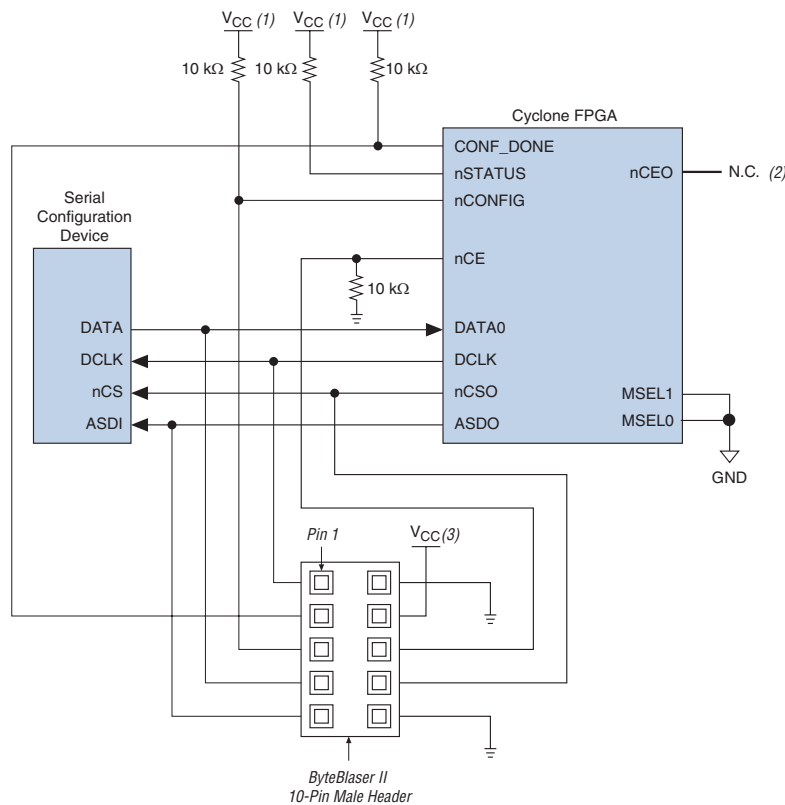 VCC (1) VCC (1) VCC (1)
10 kΩ 10 kΩ 10 kΩ
Cyclone FPGA
CONF_DONE
nSTATUS
nCEO
N.C. (2)
nCONFIG
Serial
Configuration
Device
nCE
10 kΩ
DATA
DATA0
DCLK
DCLK
nCS
nCSO
MSEL1
ASDI
ASDO
MSEL0
GND
Pin 1
VCC(3)
ByteBlaser II
10-Pin Male Header